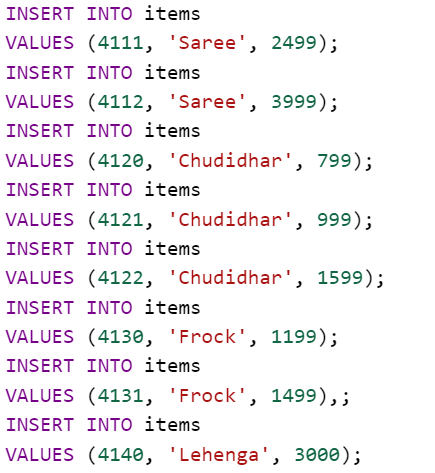 INSERT INTO items
VALUES (4111, 'Saree', 2499);
INSERT INTO items
VALUES (4112, 'Saree', 3999);
INSERT INTO items
VALUES (4120, 'Chudidhar', 799);
INSERT INTO items
VALUES (4121, 'Chudidhar', 999);
INSERT INTO items
VALUES (4122, 'Chudidhar', 1599);
INSERT INTO items
VALUES (4130, 'Frock', 1199);
INSERT INTO items
VALUES (4131, 'Frock', 1499),;
INSERT INTO items
VALUES (4140, 'Lehenga', 3000);